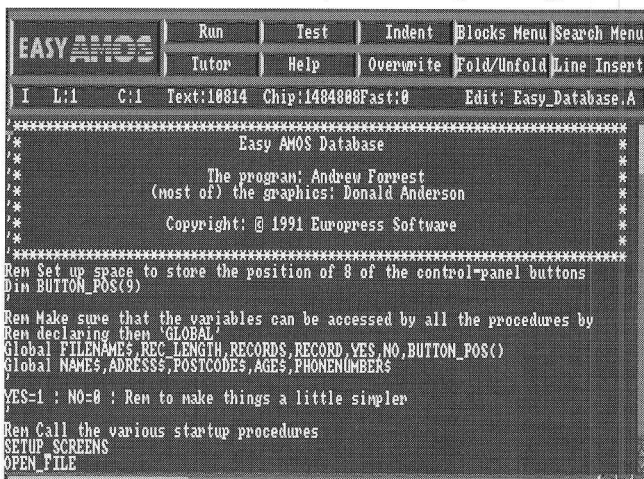 EASY AMOS
Run Test Indent Blocks Menu Search Menu
Tutor Help Overwrite Fold/Unfold Line Insert
I L:1 C:1 Text:10814 Chip:1484808 Fast:0 Edit: Easy_Database.A
'*****************************************************************************
'* Easy AMOS Database *
'* *
'* The program: Andrew Forrest *
'* (most of) the graphics: Donald Anderson *
'* *
'* Copyright: © 1991 Europress Software *
'* *
'*****************************************************************************
Rem Set up space to store the position of 8 of the control-panel buttons
Dim BUTTON_POS(9)
'
Rem Make sure that the variables can be accessed by all the procedures by
Rem declaring them 'GLOBAL'
Global FILENAME$,REC_LENGTH,RECORDS,RECORD,YES,NO,BUTTON_POS()
Global NAME$,ADRESS$,POSTCODE$,AGE$,PHONENUMBER$
'
YES=1 : NO=0 : Rem to make things a little simpler
'
Rem Call the various startup procedures
SETUP_SCREENS
OPEN_FILE